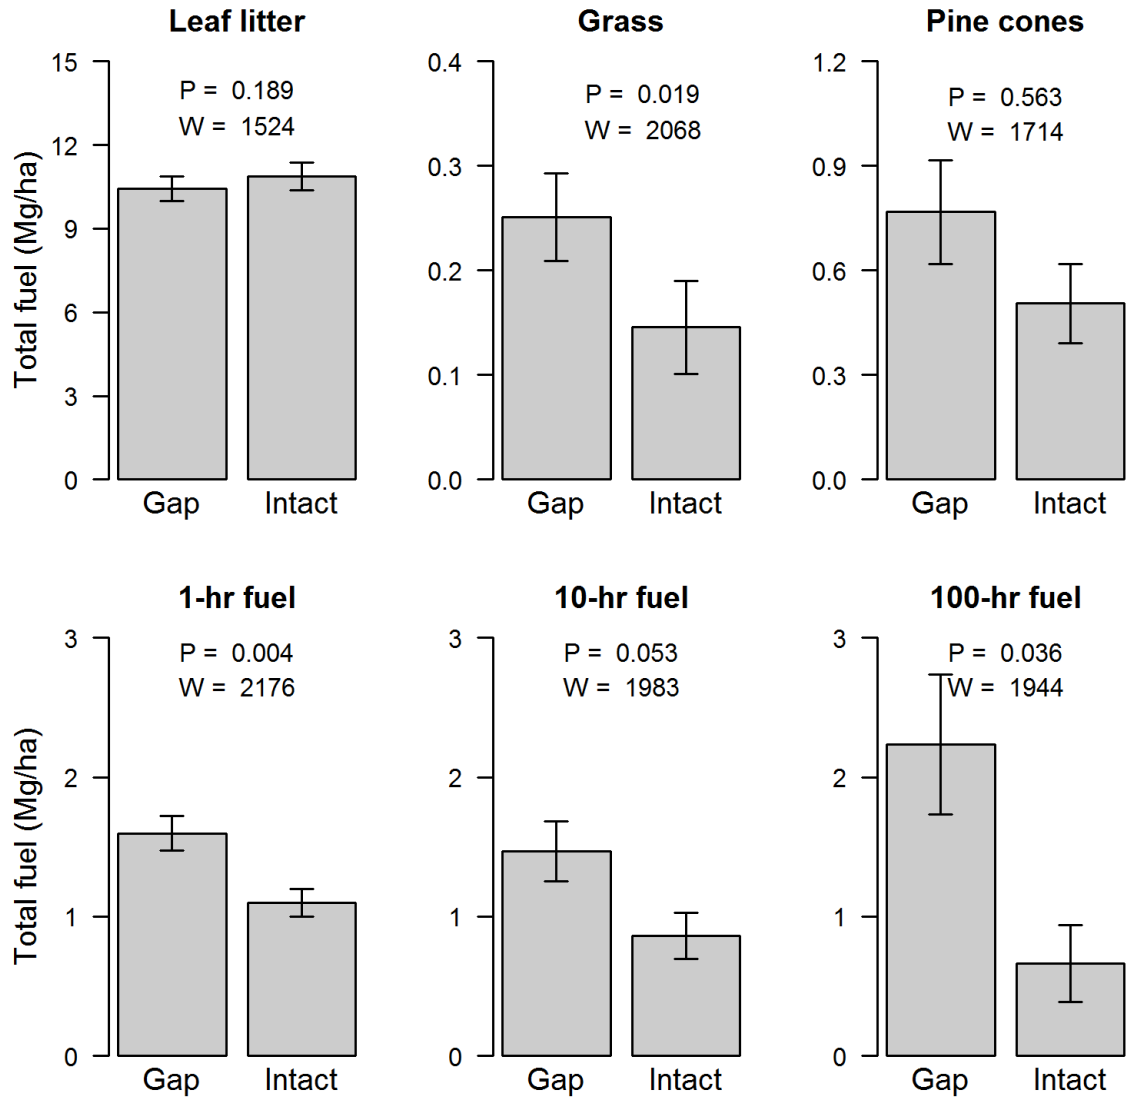 Leaf litter
15
12
9
6
3
0
Total fuel (Mg/ha)
P = 0.189
W = 1524
Gap Intact
Grass
0.4
0.3
0.2
0.1
0.0
P = 0.019
W = 2068
Gap Intact
Pine cones
1.2
0.9
0.6
0.3
0.0
P = 0.563
W = 1714
Gap Intact
1-hr fuel
3
2
1
0
Total fuel (Mg/ha)
P = 0.004
W = 2176
Gap Intact
10-hr fuel
3
2
1
0
P = 0.053
W = 1983
Gap Intact
100-hr fuel
3
2
1
0
P = 0.036
W = 1944
Gap Intact